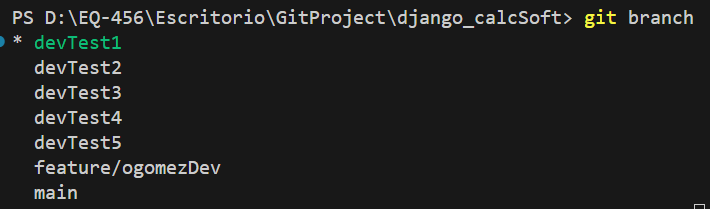 PS D:\EQ-456\Escritorio\GitProject\django_calcSoft> git branch
* devTest1
devTest2
devTest3
devTest4
devTest5
feature/ogomezDev
main